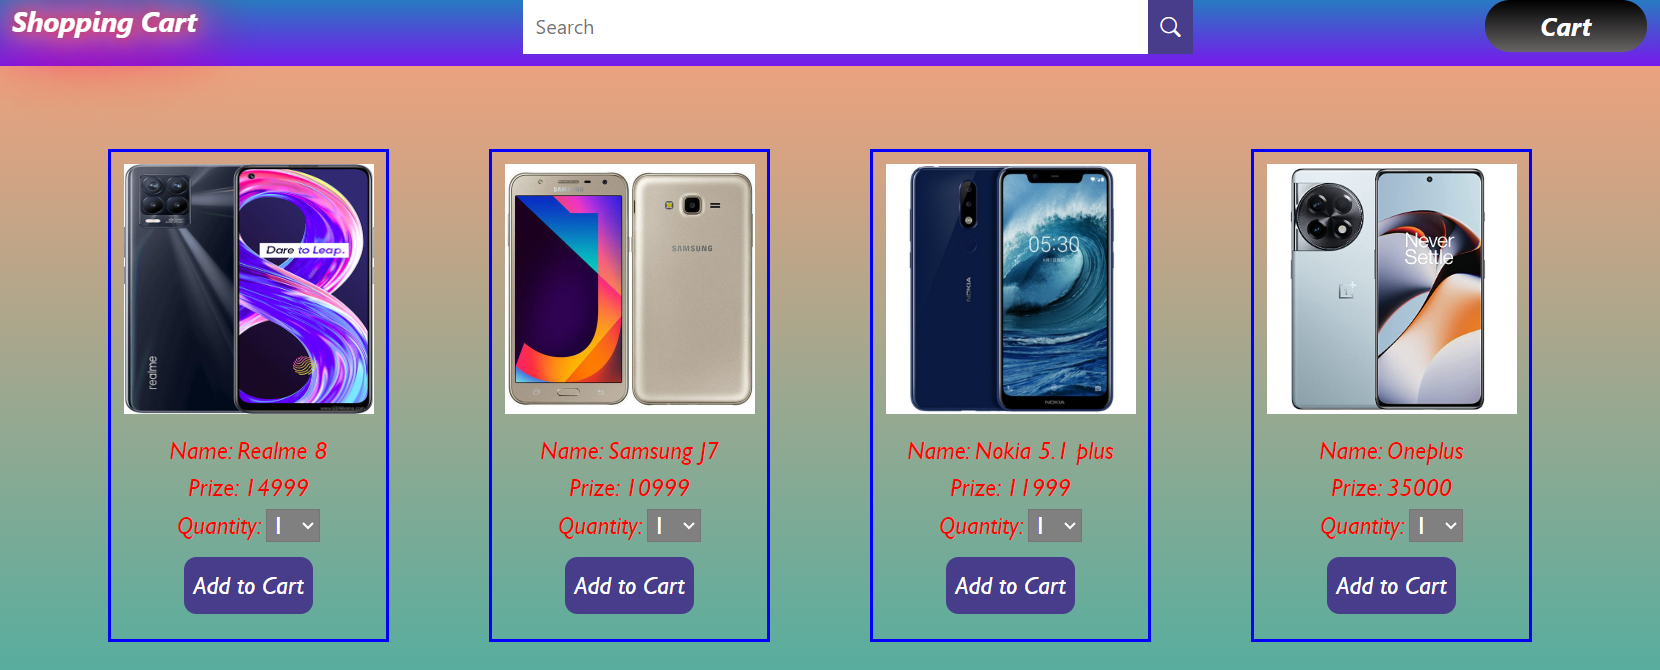 Shopping Cart
Search
Cart
Dare to Leap.
realme
SAMSUNG
SAMSUNG
05:30
NOKIA
NOKIA
Never
Settle
Name: Realme 8
Prize: 14999
Quantity: 1
Add to Cart
Name: Samsung J7
Prize: 10999
Quantity: 1
Add to Cart
Name: Nokia 5.1 plus
Prize: 11999
Quantity: 1
Add to Cart
Name: Oneplus
Prize: 35000
Quantity: 1
Add to Cart